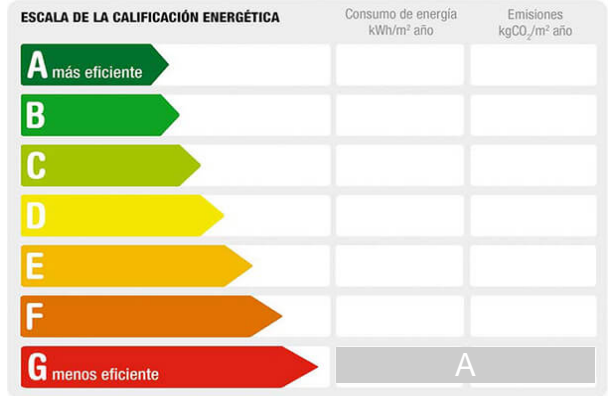 ESCALA DE LA CALIFICACIÓN ENERGÉTICA
Consumo de energía
kWh/m² año
Emisiones
kgCO₂/m² año
A más eficiente
B
C
D
E
F
G menos eficiente
A